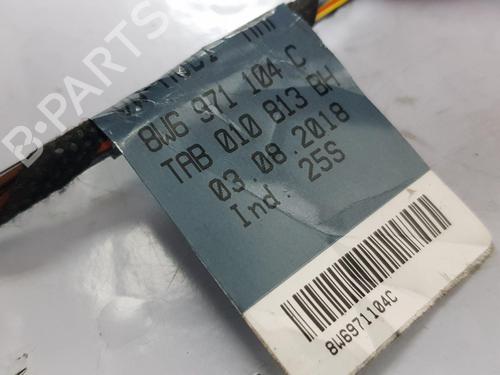 B-PARTS
8W6 971 104 C
TAB 010 813 BH
03.08.2018
Ind. 25S
8W6971104C